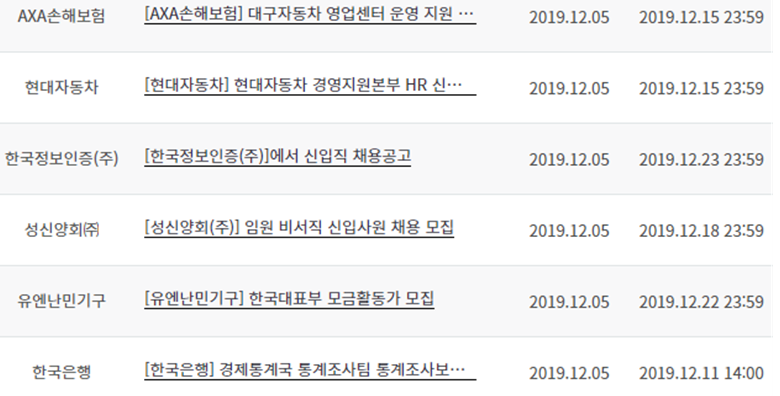 AXA손해보험 [AXA손해보험] 대구자동차 영업센터 운영 지원 … 2019.12.05 2019.12.15 23:59
현대자동차 [현대자동차] 현대자동차 경영지원본부 HR 신… 2019.12.05 2019.12.15 23:59
한국정보인증(주) [한국정보인증(주)]에서 신입직 채용공고 2019.12.05 2019.12.23 23:59
성신양회㈜ [성신양회(주)] 임원 비서직 신입사원 채용 모집 2019.12.05 2019.12.18 23:59
유엔난민기구 [유엔난민기구] 한국대표부 모금활동가 모집 2019.12.05 2019.12.22 23:59
한국은행 [한국은행] 경제통계국 통계조사팀 통계조사보… 2019.12.05 2019.12.11 14:00